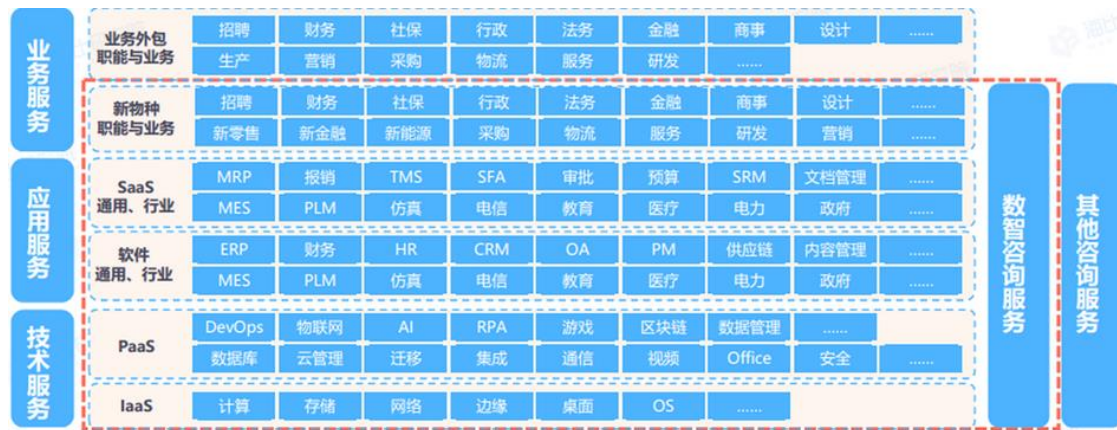 业务服务
业务外包
职能与业务
招聘 财务 社保 行政 法务 金融 商事 设计 ......
生产 营销 采购 物流 服务 研发 ......
新物种
职能与业务
招聘 财务 社保 行政 法务 金融 商事 设计 ......
新零售 新金融 新能源 采购 物流 服务 研发 营销 ......
应用服务
SaaS
通用、行业
MRP 报销 TMS SFA 审批 预算 SRM 文档管理 ......
MES PLM 仿真 电信 教育 医疗 电力 政府 ......
软件
通用、行业
ERP 财务 HR CRM OA PM 供应链 内容管理 ......
MES PLM 仿真 电信 教育 医疗 电力 政府 ......
技术服务
PaaS
DevOps 物联网 AI RPA 游戏 区块链 数据管理 ......
数据库 云管理 迁移 集成 通信 视频 Office 安全 ......
IaaS
计算 存储 网络 边缘 桌面 OS ......
数智咨询服务
其他咨询服务